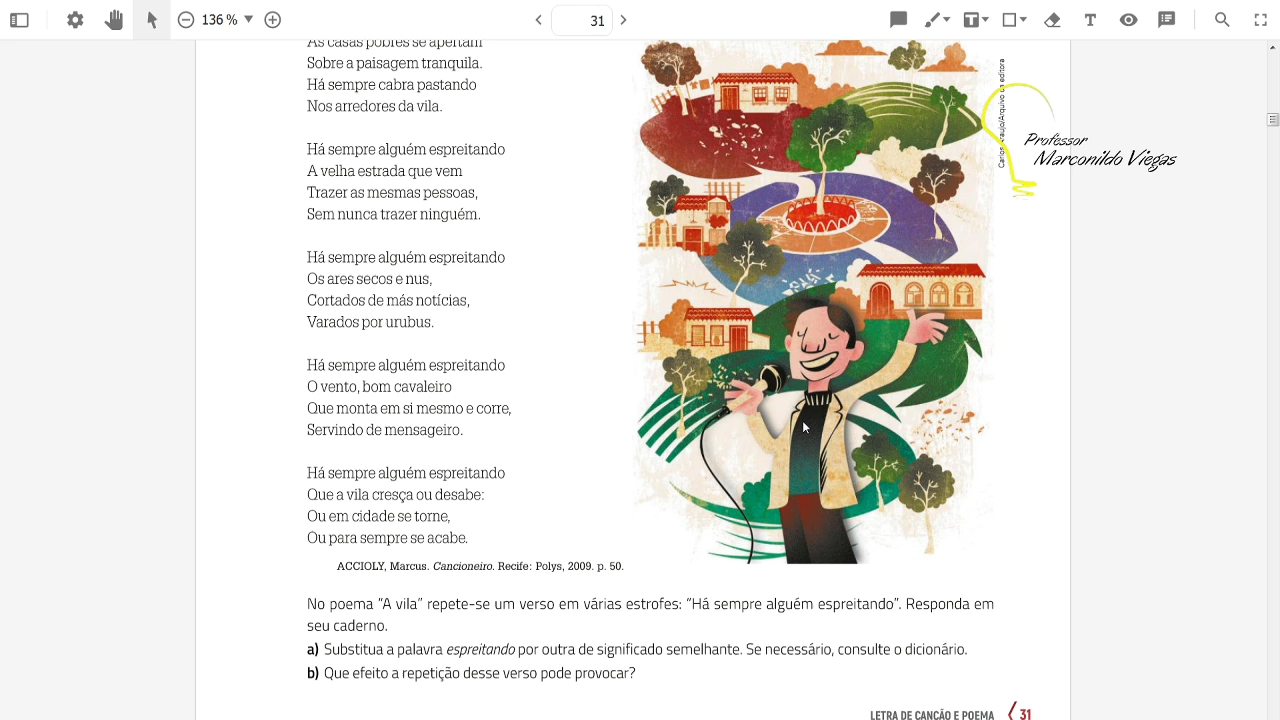 136 %
31
As casas pobres se apertam
Sobre a paisagem tranquila.
Há sempre cabra pastando
Nos arredores da vila.
Há sempre alguém espreitando
A velha estrada que vem
Trazer as mesmas pessoas,
Sem nunca trazer ninguém.
Há sempre alguém espreitando
Os ares secos e nus,
Cortados de más notícias,
Varados por urubus.
Há sempre alguém espreitando
O vento, bom cavaleiro
Que monta em si mesmo e corre,
Servindo de mensageiro.
Há sempre alguém espreitando
Que a vila cresça ou desabe:
Ou em cidade se torne,
Ou para sempre se acabe.
ACCIOLY, Marcus. Cancioneiro. Recife: Polys, 2009. p. 50.
Professor
Marconildo Viegas
No poema “A vila” repete-se um verso em várias estrofes: “Há sempre alguém espreitando”. Responda em
seu caderno.
a) Substitua a palavra espreitando por outra de significado semelhante. Se necessário, consulte o dicionário.
b) Que efeito a repetição desse verso pode provocar?
LETRA DE CANÇÃO E POEMA 31